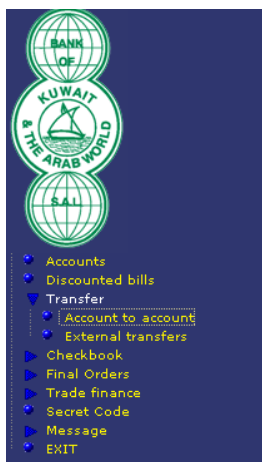 BANK
OF
KUWAIT
& THE ARAB WORLD
S.A.L.
Accounts
Discounted bills
Transfer
Account to account
External transfers
Checkbook
Final Orders
Trade finance
Secret Code
Message
EXIT